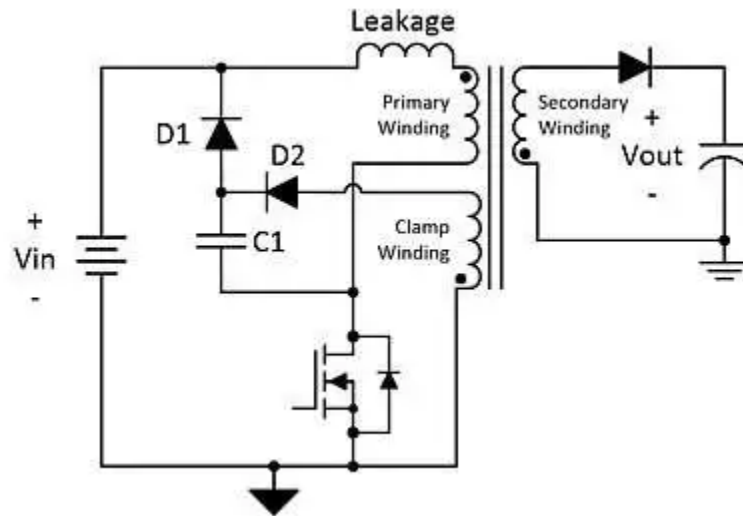 Leakage
Primary
Winding
Secondary
Winding
D1
D2
+
Vout
-
+
Vin
-
C1
Clamp
Winding